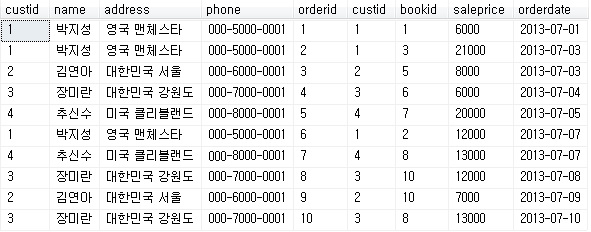 custid name address phone orderid custid bookid saleprice orderdate
1 박지성 영국 맨체스타 000-5000-0001 1 1 1 6000 2013-07-01
1 박지성 영국 맨체스타 000-5000-0001 2 1 3 21000 2013-07-03
2 김연아 대한민국 서울 000-6000-0001 3 2 5 8000 2013-07-03
3 장미란 대한민국 강원도 000-7000-0001 4 3 6 6000 2013-07-04
4 추신수 미국 클리블랜드 000-8000-0001 5 4 7 20000 2013-07-05
1 박지성 영국 맨체스타 000-5000-0001 6 1 2 12000 2013-07-07
4 추신수 미국 클리블랜드 000-8000-0001 7 4 8 13000 2013-07-07
3 장미란 대한민국 강원도 000-7000-0001 8 3 10 12000 2013-07-08
2 김연아 대한민국 서울 000-6000-0001 9 2 10 7000 2013-07-09
3 장미란 대한민국 강원도 000-7000-0001 10 3 8 13000 2013-07-10